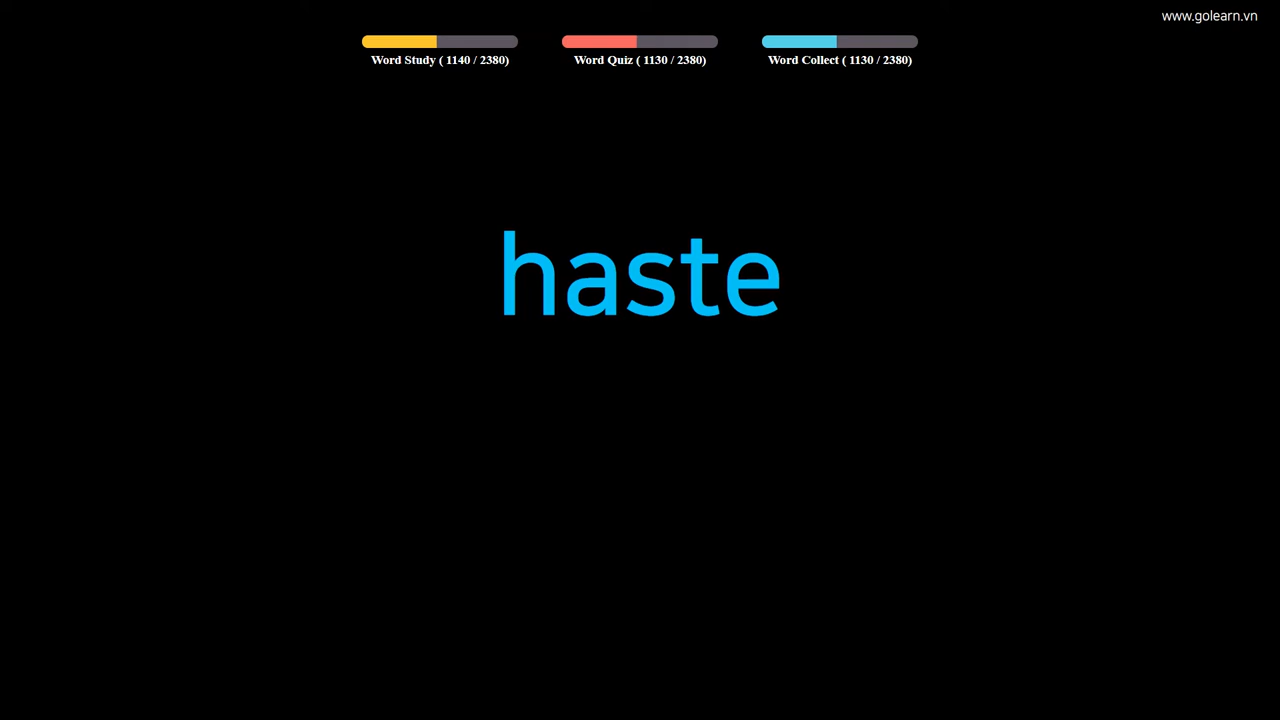 www.golearn.vn
Word Study ( 1140 / 2380)
Word Quiz ( 1130 / 2380)
Word Collect ( 1130 / 2380)
haste